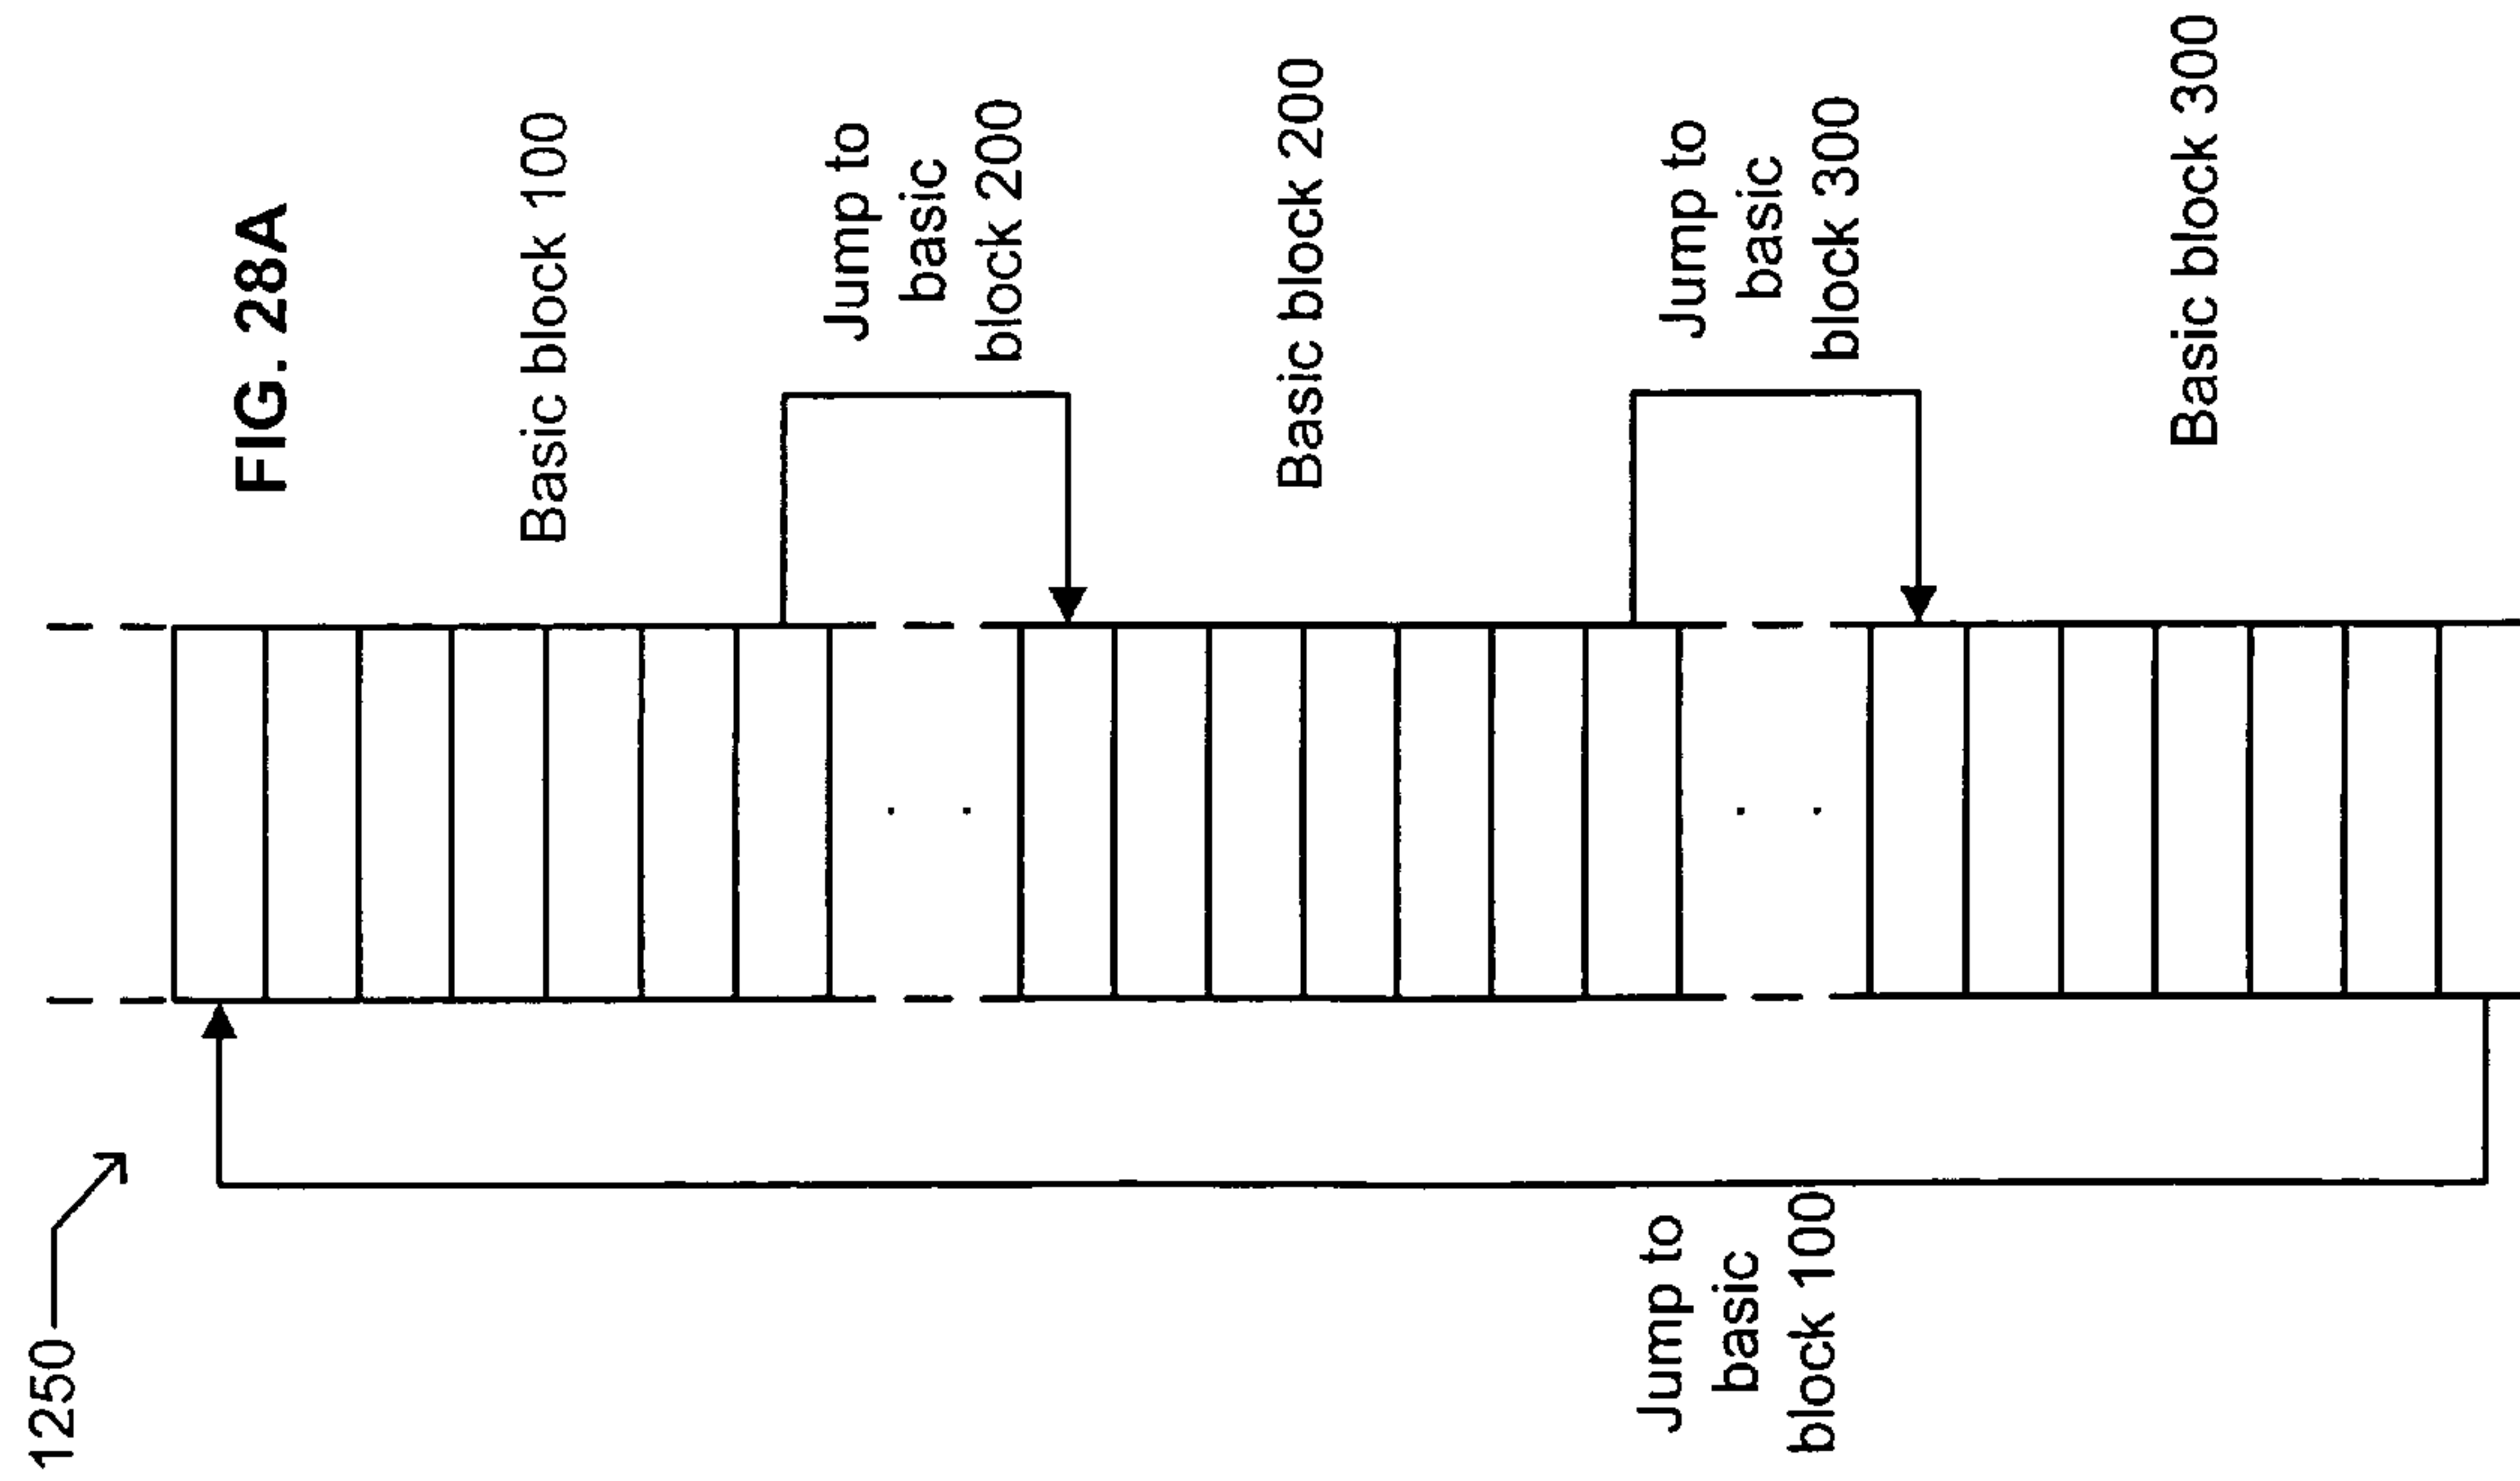 1250
FIG. 28A
Basic block 100
Jump to
basic
block 200
Basic block 200
Jump to
basic
block 300
Basic block 300
Jump to
basic
block 100